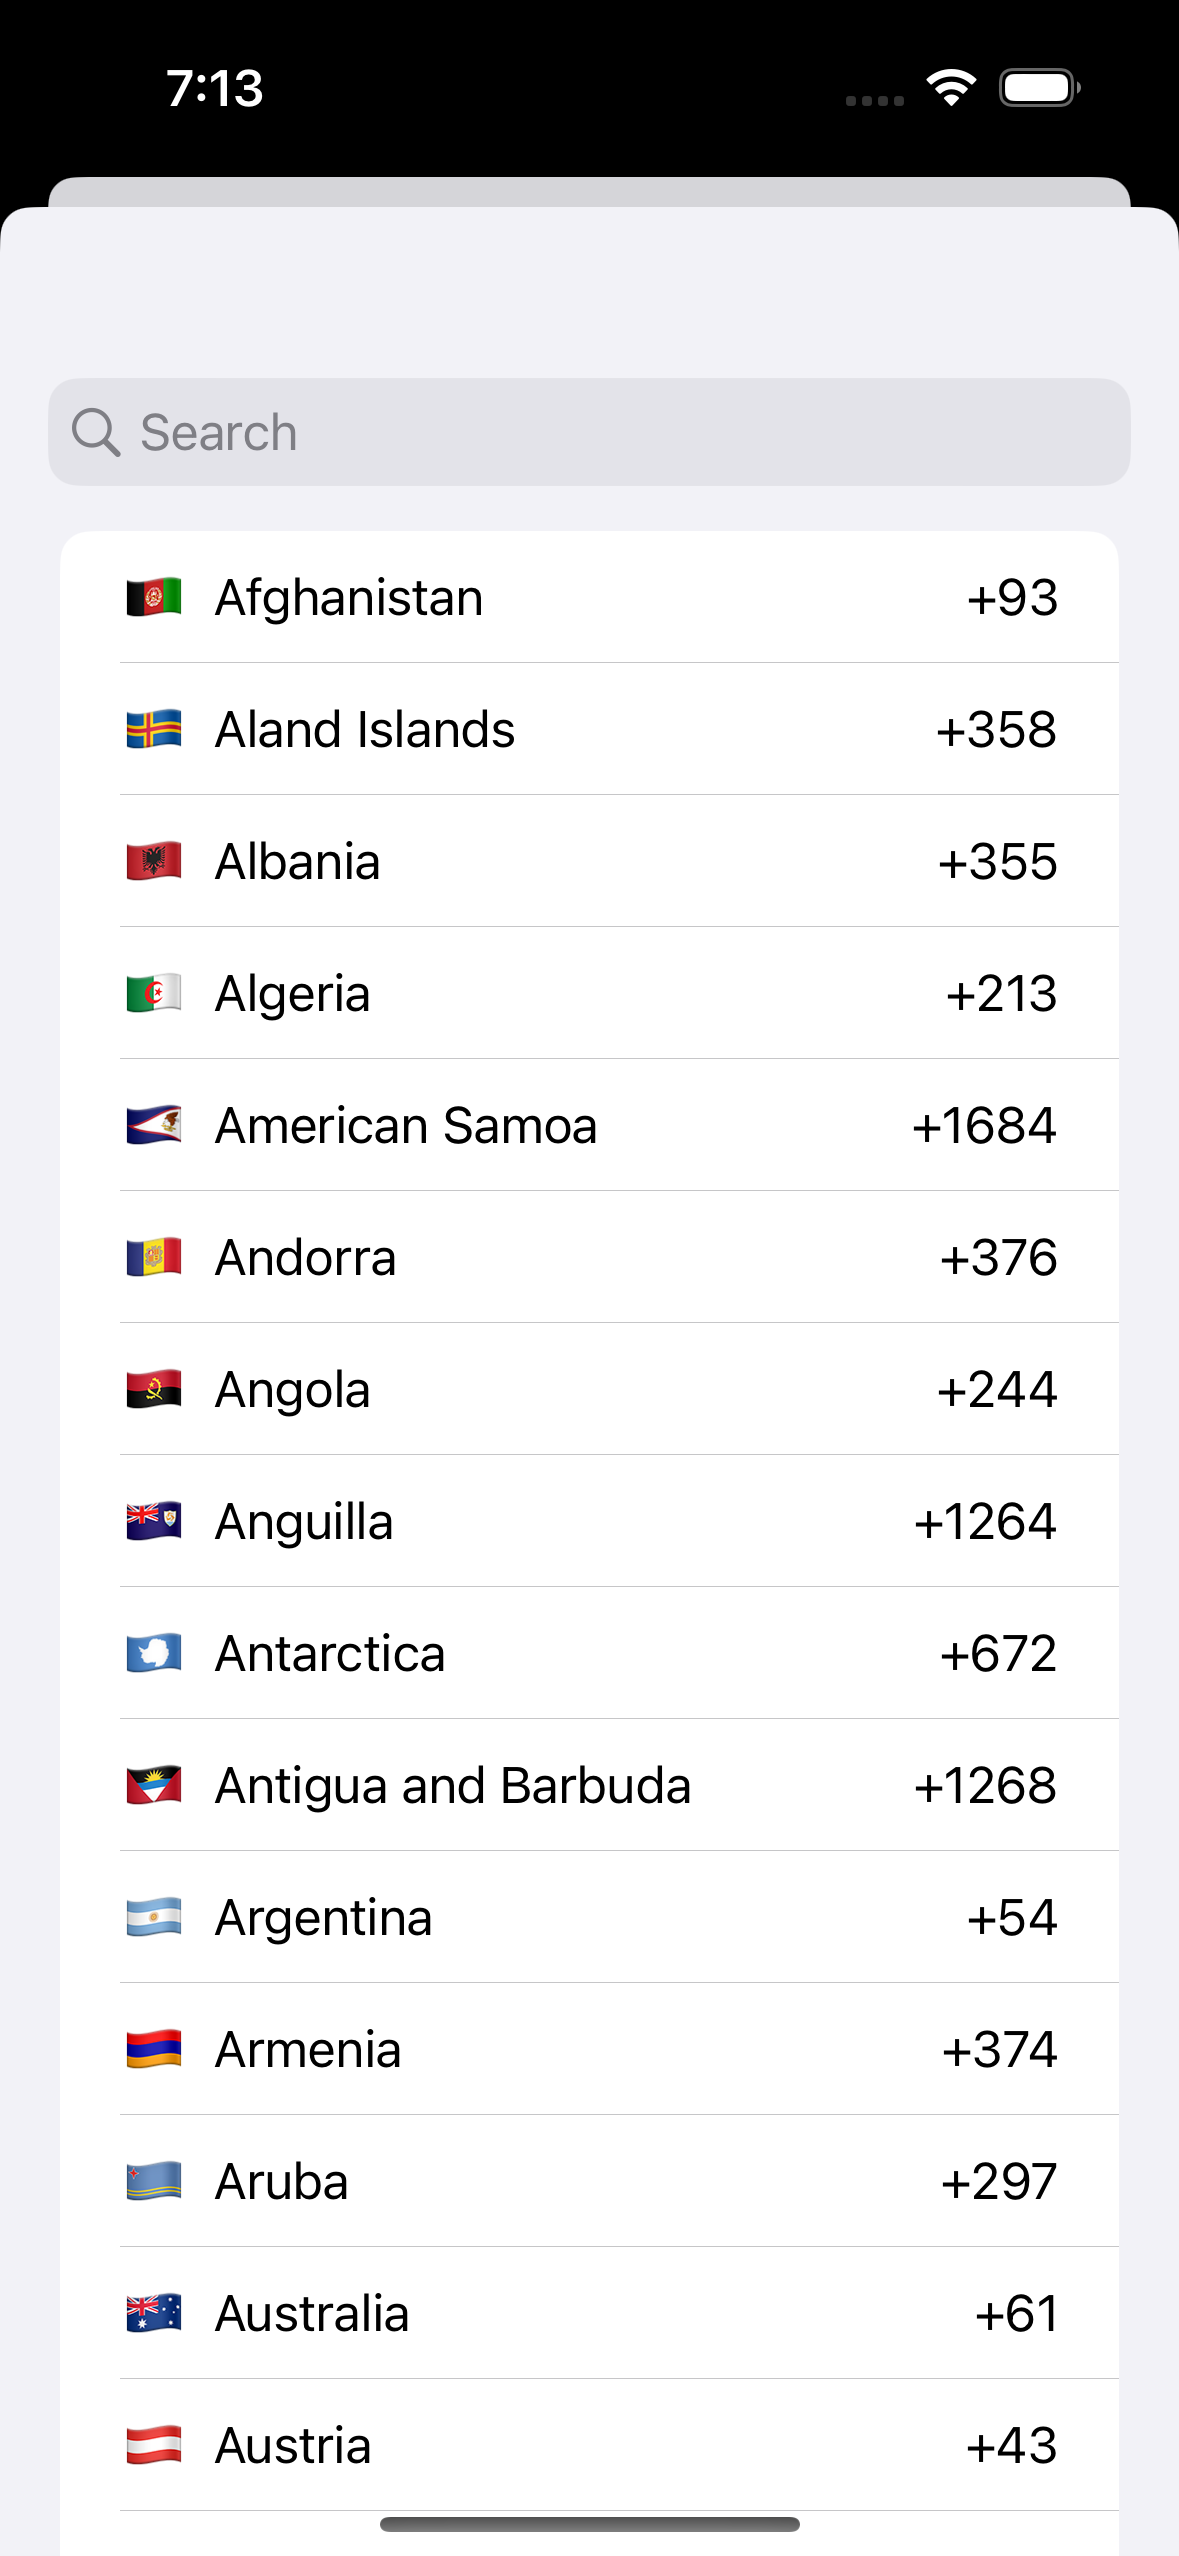 7:13
Search
Afghanistan +93
Aland Islands +358
Albania +355
Algeria +213
American Samoa +1684
Andorra +376
Angola +244
Anguilla +1264
Antarctica +672
Antigua and Barbuda +1268
Argentina +54
Armenia +374
Aruba +297
Australia +61
Austria +43